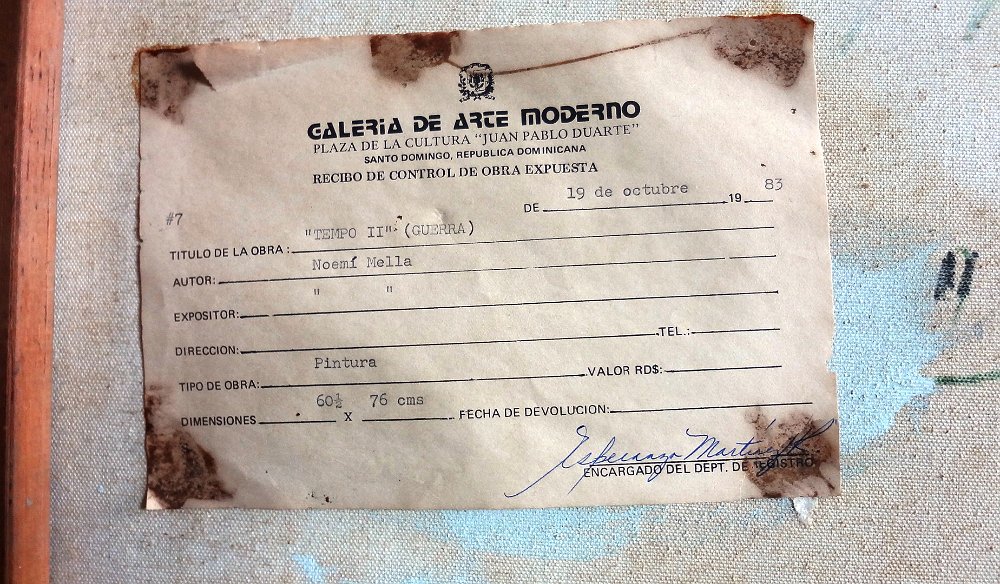 GALERIA DE ARTE MODERNO
PLAZA DE LA CULTURA "JUAN PABLO DUARTE"
SANTO DOMINGO, REPUBLICA DOMINICANA
RECIBO DE CONTROL DE OBRA EXPUESTA
#7 DE 19 de octubre 19 83
TITULO DE LA OBRA: "TEMPO II" (GUERRA)
AUTOR: Noemí Mella
EXPOSITOR: " "
DIRECCION: TEL.:
TIPO DE OBRA: Pintura VALOR RD$:
DIMENSIONES 60½ X 76 cms FECHA DE DEVOLUCION:
Esperanza
ENCARGADO DEL DEPT. DE REGISTRO